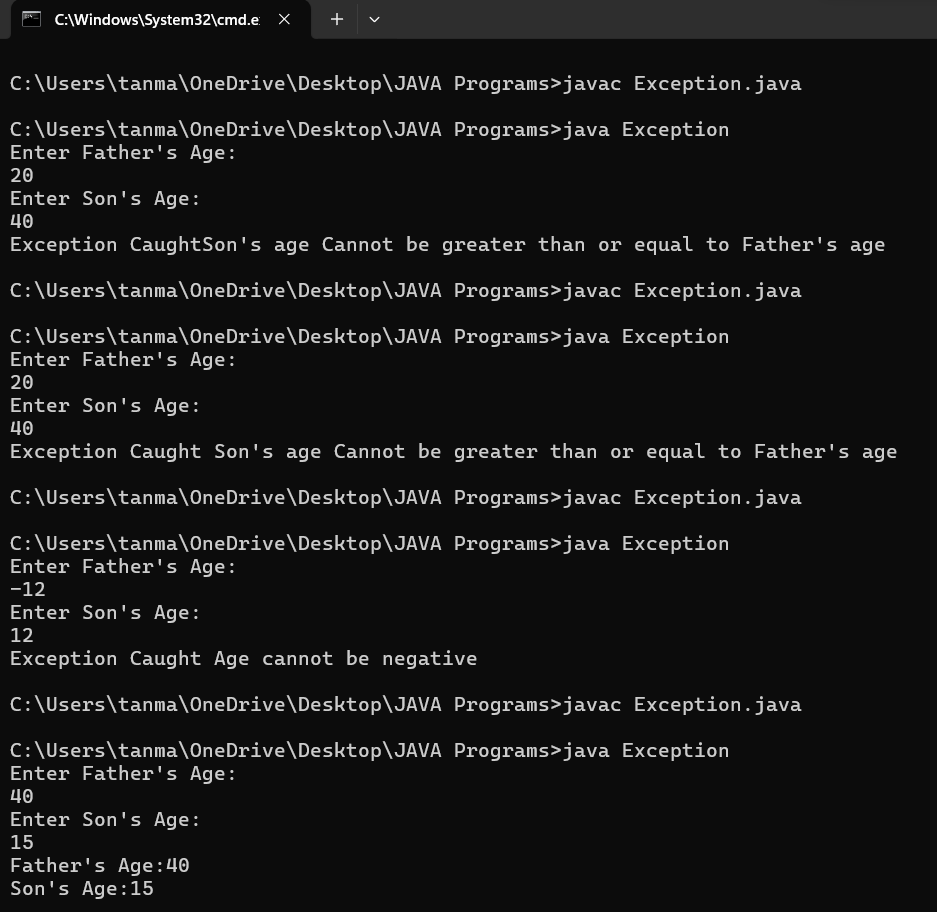 C:\Windows\System32\cmd.e
C:\Users\tanma\OneDrive\Desktop\JAVA Programs>javac Exception.java
C:\Users\tanma\OneDrive\Desktop\JAVA Programs>java Exception
Enter Father's Age:
20
Enter Son's Age:
40
Exception CaughtSon's age Cannot be greater than or equal to Father's age
C:\Users\tanma\OneDrive\Desktop\JAVA Programs>javac Exception.java
C:\Users\tanma\OneDrive\Desktop\JAVA Programs>java Exception
Enter Father's Age:
20
Enter Son's Age:
40
Exception Caught Son's age Cannot be greater than or equal to Father's age
C:\Users\tanma\OneDrive\Desktop\JAVA Programs>javac Exception.java
C:\Users\tanma\OneDrive\Desktop\JAVA Programs>java Exception
Enter Father's Age:
-12
Enter Son's Age:
12
Exception Caught Age cannot be negative
C:\Users\tanma\OneDrive\Desktop\JAVA Programs>javac Exception.java
C:\Users\tanma\OneDrive\Desktop\JAVA Programs>java Exception
Enter Father's Age:
40
Enter Son's Age:
15
Father's Age:40
Son's Age:15